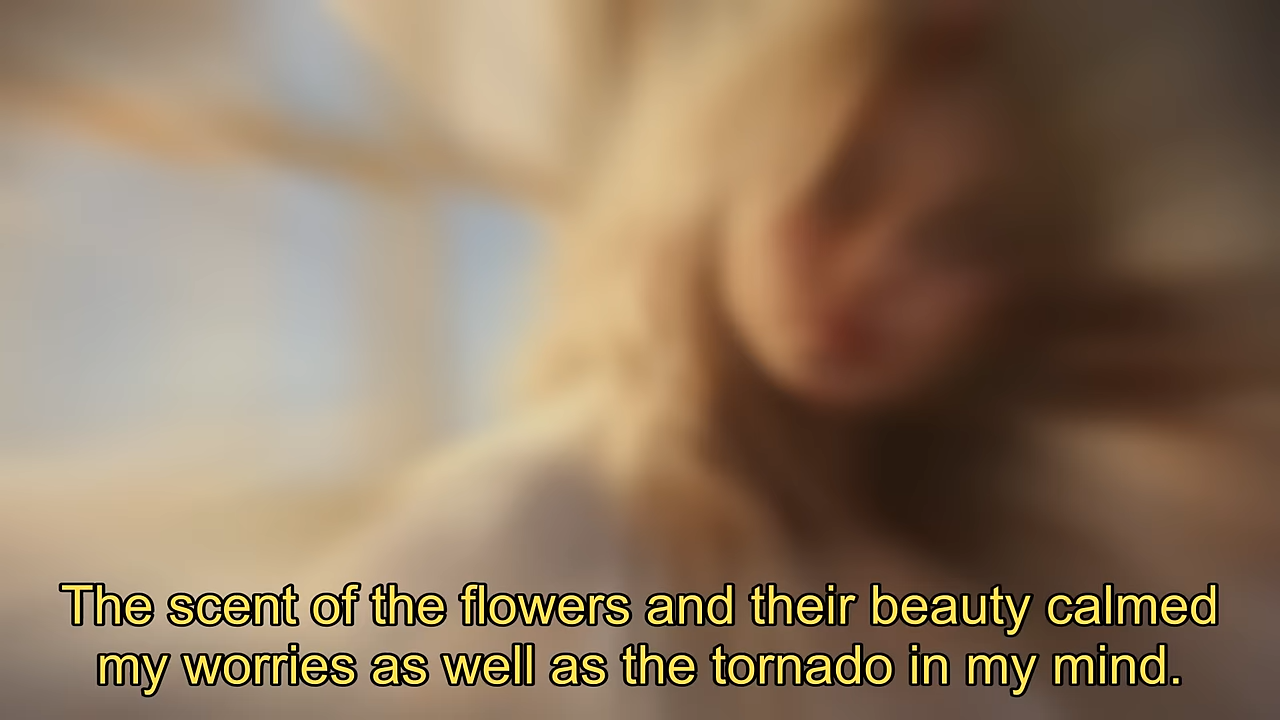 The scent of the flowers and their beauty calmed
my worries as well as the tornado in my mind.